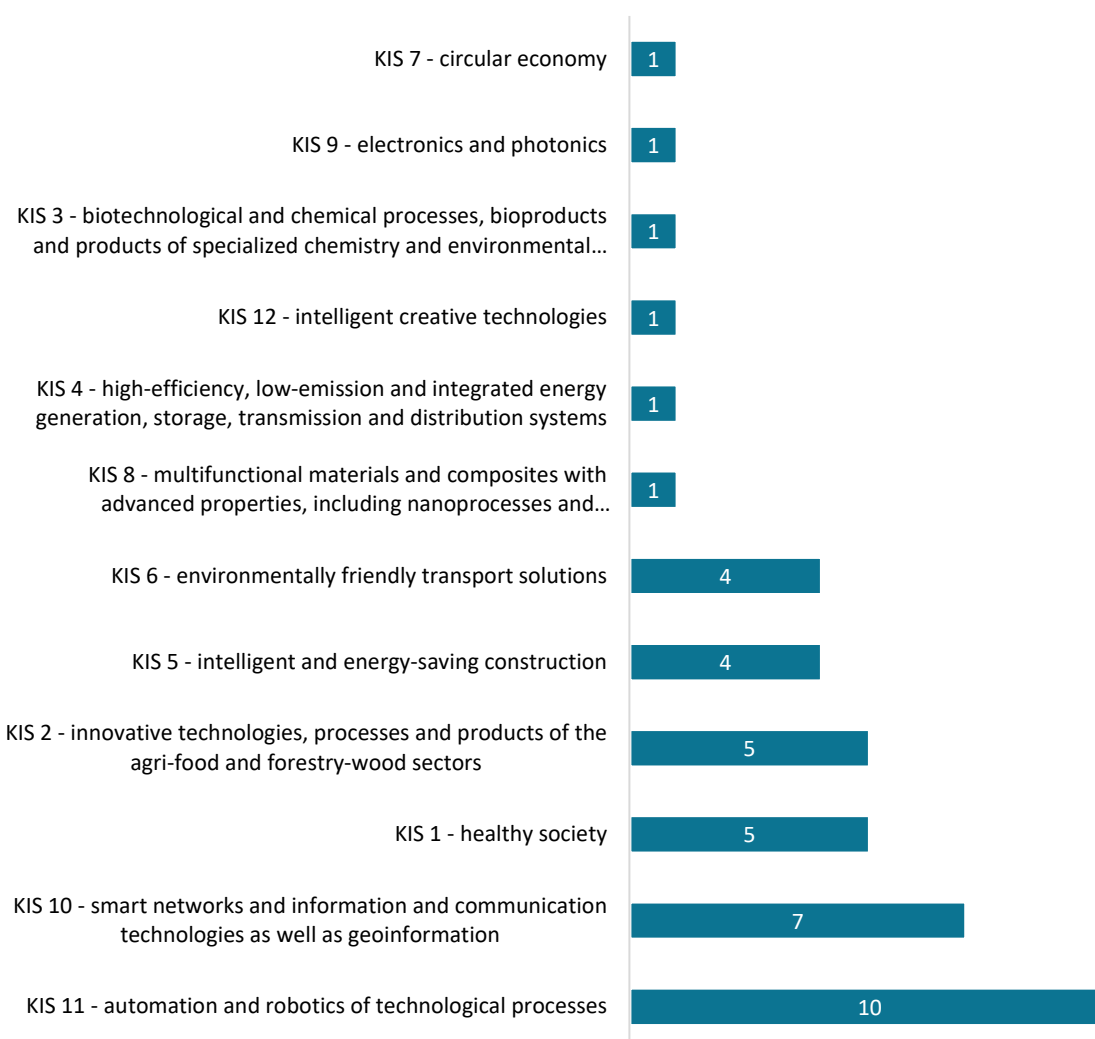 KIS 7 - circular economy
1
KIS 9 - electronics and photonics
1
KIS 3 - biotechnological and chemical processes, bioproducts
and products of specialized chemistry and environmental...
1
KIS 12 - intelligent creative technologies
1
KIS 4 - high-efficiency, low-emission and integrated energy
generation, storage, transmission and distribution systems
1
KIS 8 - multifunctional materials and composites with
advanced properties, including nanoprocesses and...
1
KIS 6 - environmentally friendly transport solutions
4
KIS 5 - intelligent and energy-saving construction
4
KIS 2 - innovative technologies, processes and products of the
agri-food and forestry-wood sectors
5
KIS 1 - healthy society
5
KIS 10 - smart networks and information and communication
technologies as well as geoinformation
7
KIS 11 - automation and robotics of technological processes
10